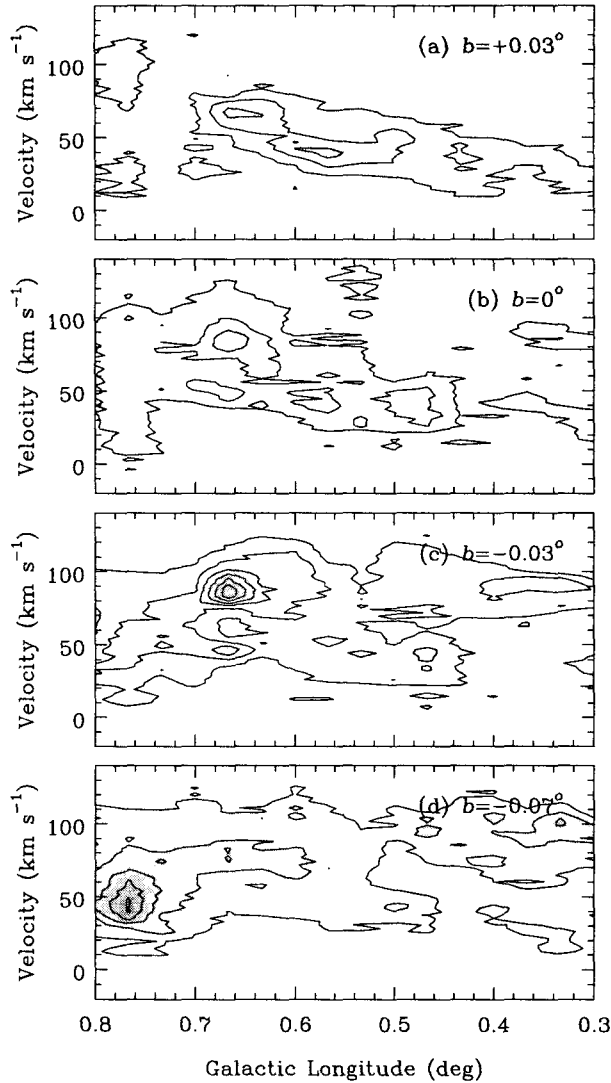 (a) b=+0.03°
100
50
0
Velocity (km s⁻¹)
(b) b=0°
100
50
0
Velocity (km s⁻¹)
(c) b=−0.03°
100
50
0
Velocity (km s⁻¹)
(d) b=−0.07°
100
50
0
Velocity (km s⁻¹)
0.8 0.7 0.6 0.5 0.4 0.3
Galactic Longitude (deg)